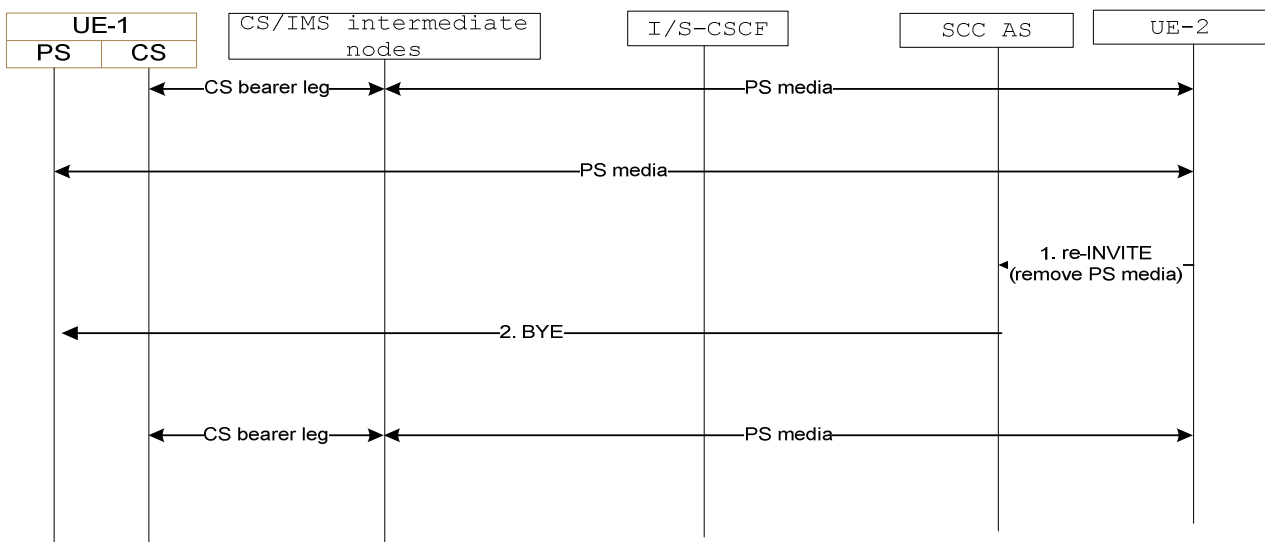 UE-1
PS
CS
CS/IMS intermediate
nodes
I/S-CSCF
SCC AS
UE-2
CS bearer leg
PS media
PS media
1. re-INVITE
(remove PS media)
2. BYE
CS bearer leg
PS media